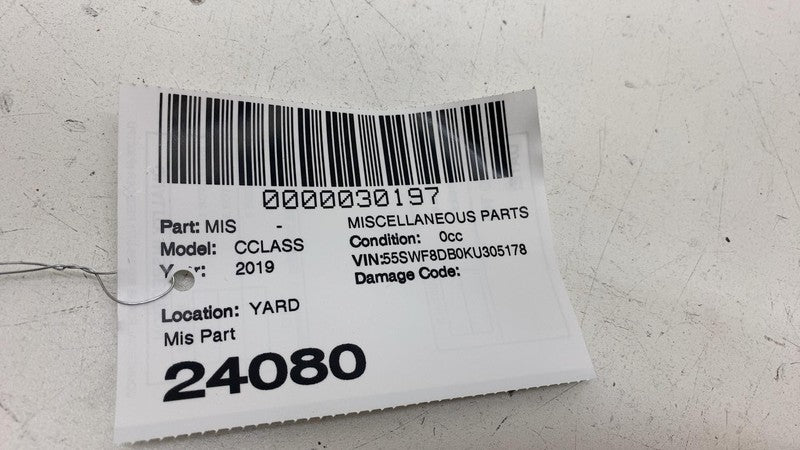 0000030197
Part: MIS - MISCELLANEOUS PARTS
Model: CCLASS Condition: 0cc
Year: 2019 VIN:55SWF8DB0KU305178
Damage Code:
Location: YARD
Mis Part
24080